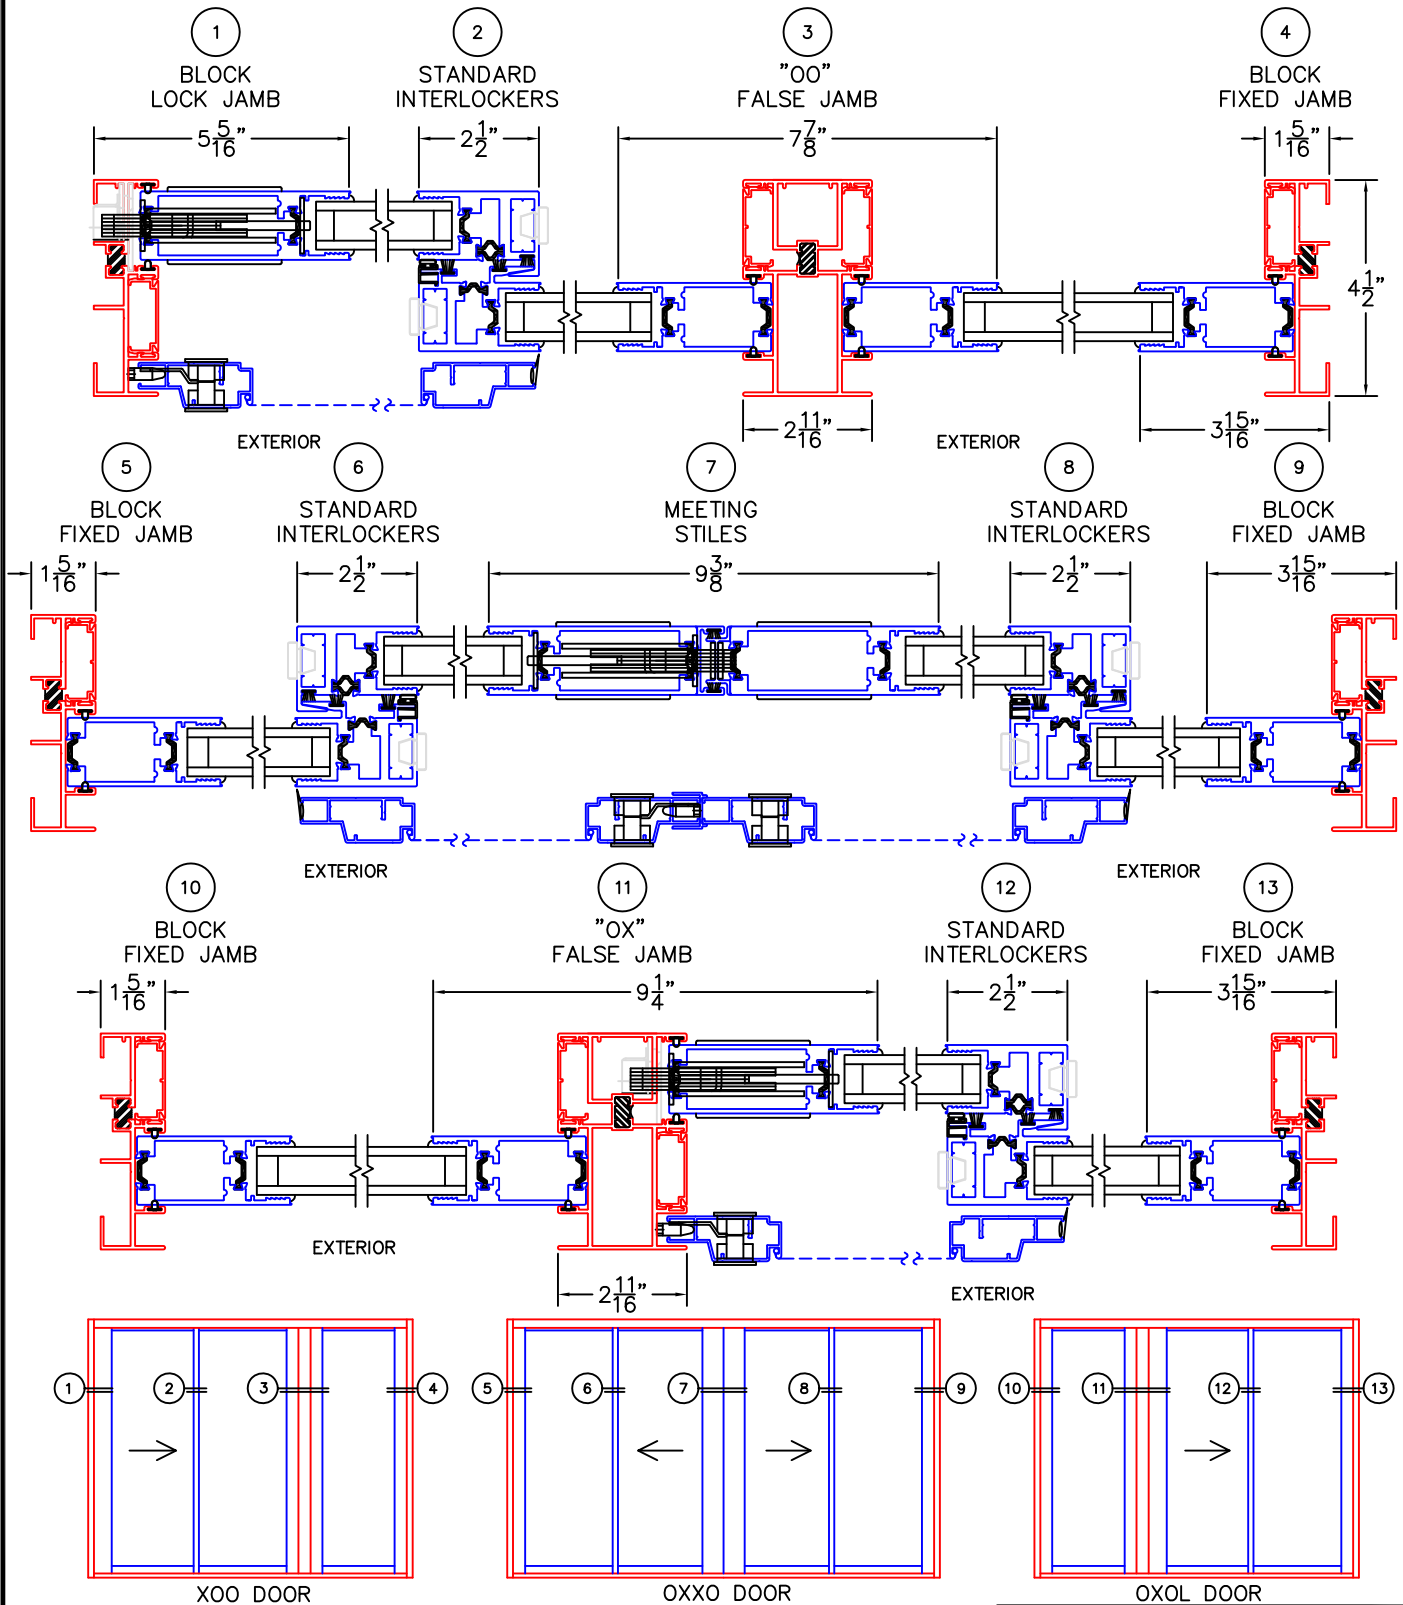 1
2
3
4
BLOCK
LOCK JAMB
STANDARD
INTERLOCKERS
"OO"
FALSE JAMB
BLOCK
FIXED JAMB
5 5/16"
2 1/2"
7 7/8"
1 5/16"
4 1/2"
2 11/16"
3 15/16"
EXTERIOR
EXTERIOR
5
6
7
8
9
BLOCK
FIXED JAMB
STANDARD
INTERLOCKERS
MEETING
STILES
STANDARD
INTERLOCKERS
BLOCK
FIXED JAMB
1 5/16"
2 1/2"
9 3/8"
2 1/2"
3 15/16"
EXTERIOR
EXTERIOR
10
11
12
13
BLOCK
FIXED JAMB
"OX"
FALSE JAMB
STANDARD
INTERLOCKERS
BLOCK
FIXED JAMB
1 5/16"
9 1/4"
2 1/2"
3 15/16"
EXTERIOR
2 11/16"
EXTERIOR
1
2
3
4
5
6
7
8
9
10
11
12
13
XOO DOOR
OXXO DOOR
OXOL DOOR